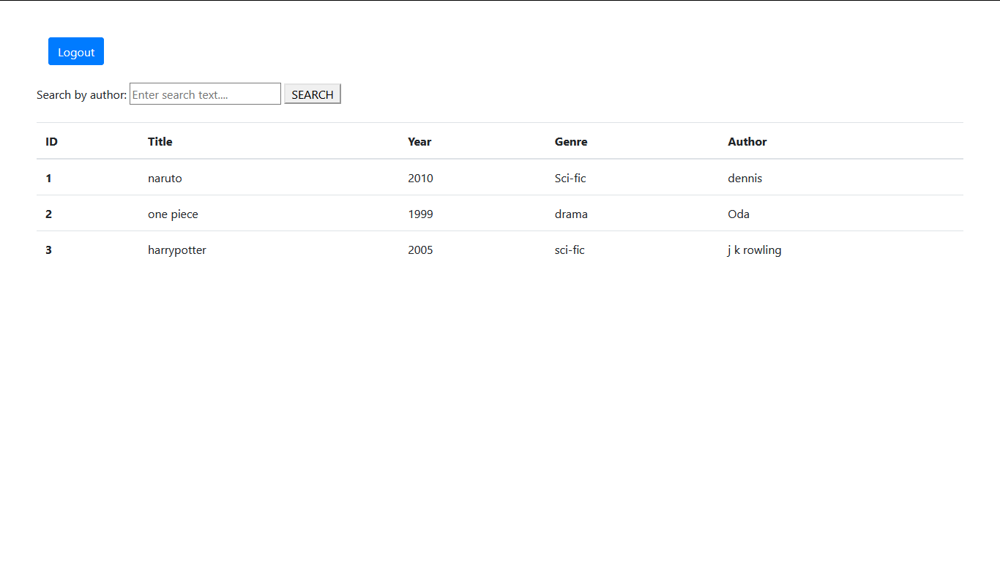 Logout
Search by author: Enter search text.... SEARCH
ID Title Year Genre Author
1 naruto 2010 Sci-fic dennis
2 one piece 1999 drama Oda
3 harrypotter 2005 sci-fic j k rowling